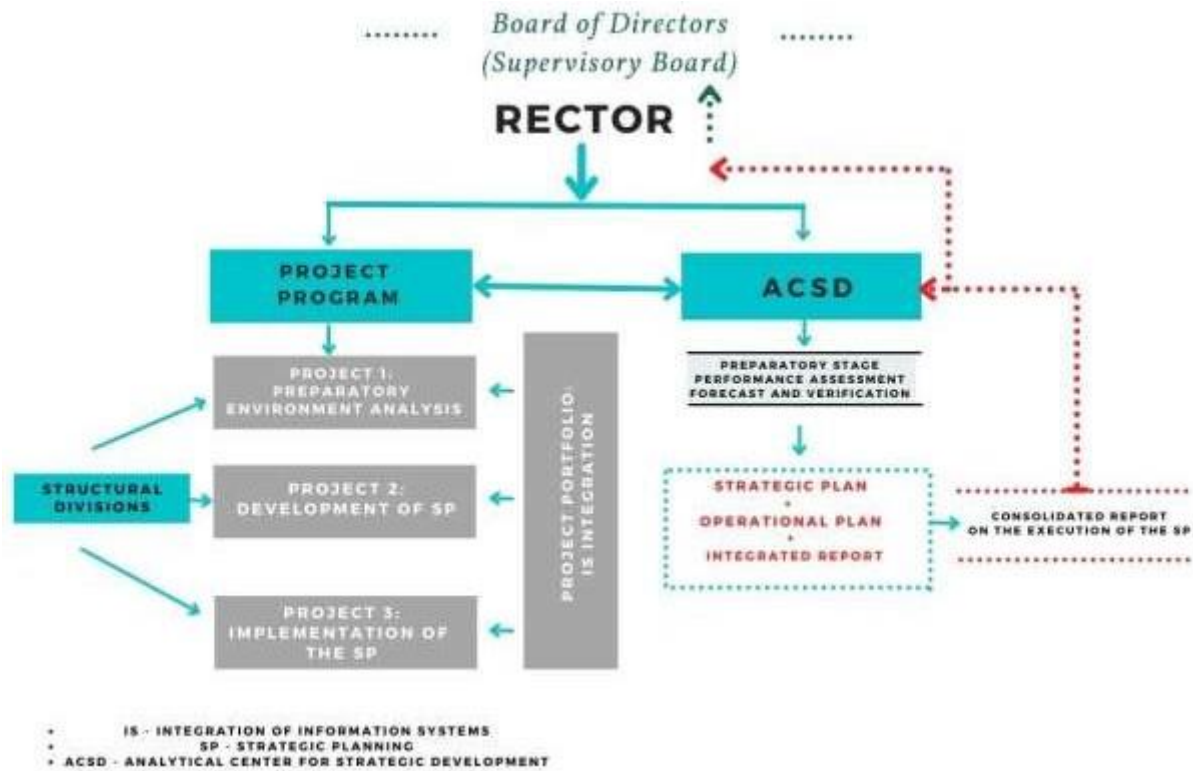 Board of Directors
(Supervisory Board)
RECTOR
PROJECT
PROGRAM
ACSD
PROJECT 1:
PREPARATORY
ENVIRONMENT ANALYSIS
PREPARATORY STAGE
PERFORMANCE ASSESSMENT
FORECAST AND VERIFICATION
PROJECT PORTFOLIO:
IS INTEGRATION
STRUCTURAL
DIVISIONS
PROJECT 2:
DEVELOPMENT OF SP
STRATEGIC PLAN
+
OPERATIONAL PLAN
+
INTEGRATED REPORT
CONSOLIDATED REPORT
ON THE EXECUTION OF THE SP
PROJECT 3:
IMPLEMENTATION OF
THE SP
• IS - INTEGRATION OF INFORMATION SYSTEMS
• SP - STRATEGIC PLANNING
• ACSD - ANALYTICAL CENTER FOR STRATEGIC DEVELOPMENT